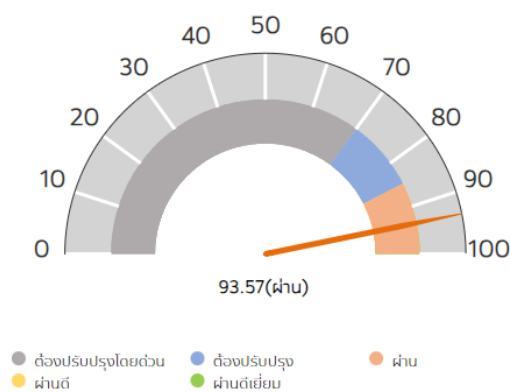 50
40 60
30 70
20 80
10 90
0 100
93.57(ผ่าน)
ต้องปรับปรุงโดยด่วน ต้องปรับปรุง ผ่าน
ผ่านดี ผ่านดีเยี่ยม